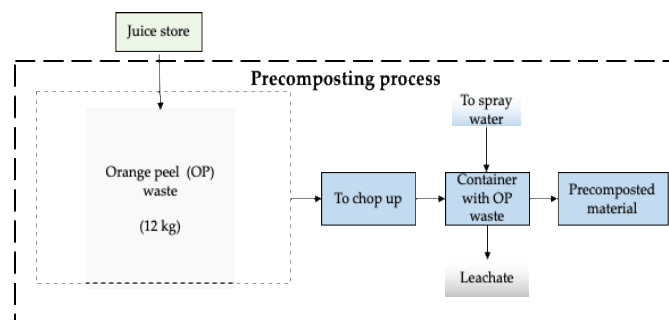 Juice store
Precomposting process
To spray
water
Orange peel (OP)
waste
(12 kg)
To chop up
Container
with OP
waste
Precomposted
material
Leachate